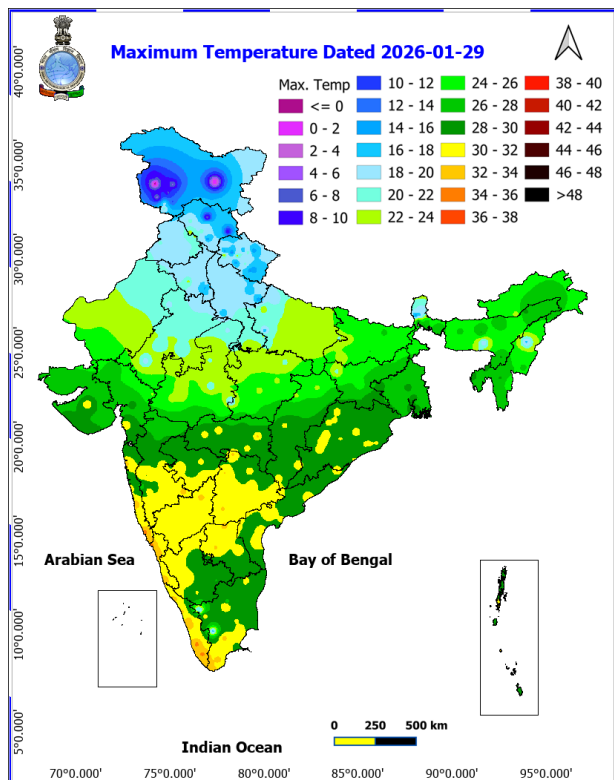 Maximum Temperature Dated 2026-01-29
Max. Temp
<= 0
0 - 2
2 - 4
4 - 6
6 - 8
8 - 10
10 - 12
12 - 14
14 - 16
16 - 18
18 - 20
20 - 22
22 - 24
24 - 26
26 - 28
28 - 30
30 - 32
32 - 34
34 - 36
36 - 38
38 - 40
40 - 42
42 - 44
44 - 46
46 - 48
>48
40°0.000'
35°0.000'
30°0.000'
25°0.000'
20°0.000'
15°0.000'
10°0.000'
5°0.000'
Arabian Sea
Bay of Bengal
Indian Ocean
0 250 500 km
70°0.000' 75°0.000' 80°0.000' 85°0.000' 90°0.000' 95°0.000'